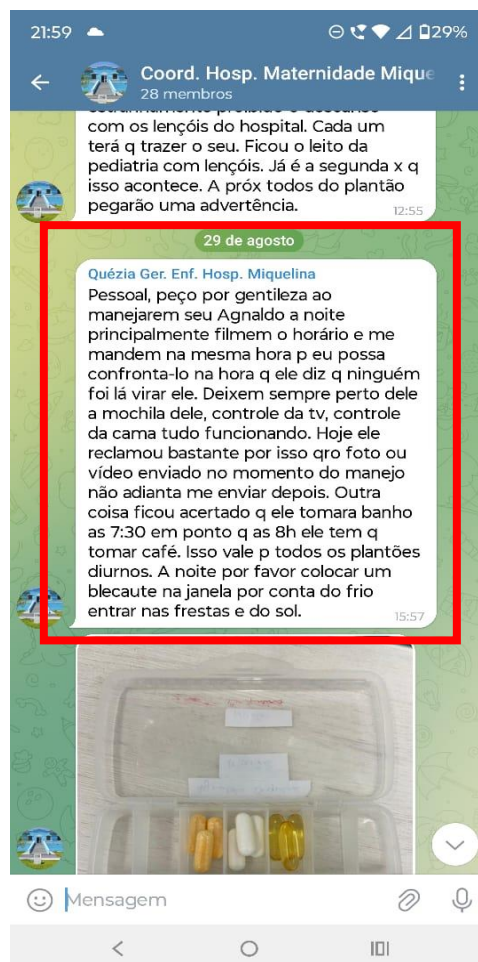 21:59
29%
Coord. Hosp. Maternidade Mique
28 membros
com os lençóis do hospital. Cada um
terá q trazer o seu. Ficou o leito da
pediatria com lençóis. Já é a segunda x q
isso acontece. A próx todos do plantão
pegarão uma advertência.
12:55
29 de agosto
Quézia Ger. Enf. Hosp. Miquelina
Pessoal, peço por gentileza ao
manejarem seu Agnaldo a noite
principalmente filmem o horário e me
mandem na mesma hora p eu possa
confronta-lo na hora q ele diz q ninguém
foi lá virar ele. Deixem sempre perto dele
a mochila dele, controle da tv, controle
da cama tudo funcionando. Hoje ele
reclamou bastante por isso qro foto ou
vídeo enviado no momento do manejo
não adianta me enviar depois. Outra
coisa ficou acertado q ele tomara banho
as 7:30 em ponto q as 8h ele tem q
tomar café. Isso vale p todos os plantões
diurnos. A noite por favor colocar um
blecaute na janela por conta do frio
entrar nas frestas e do sol.
15:57
Mensagem